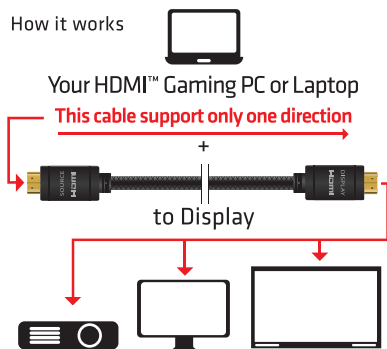 How it works
Your HDMI™ Gaming PC or Laptop
This cable support only one direction
+
SOURCE
HDMI
HDMI
DISPLAY
to Display